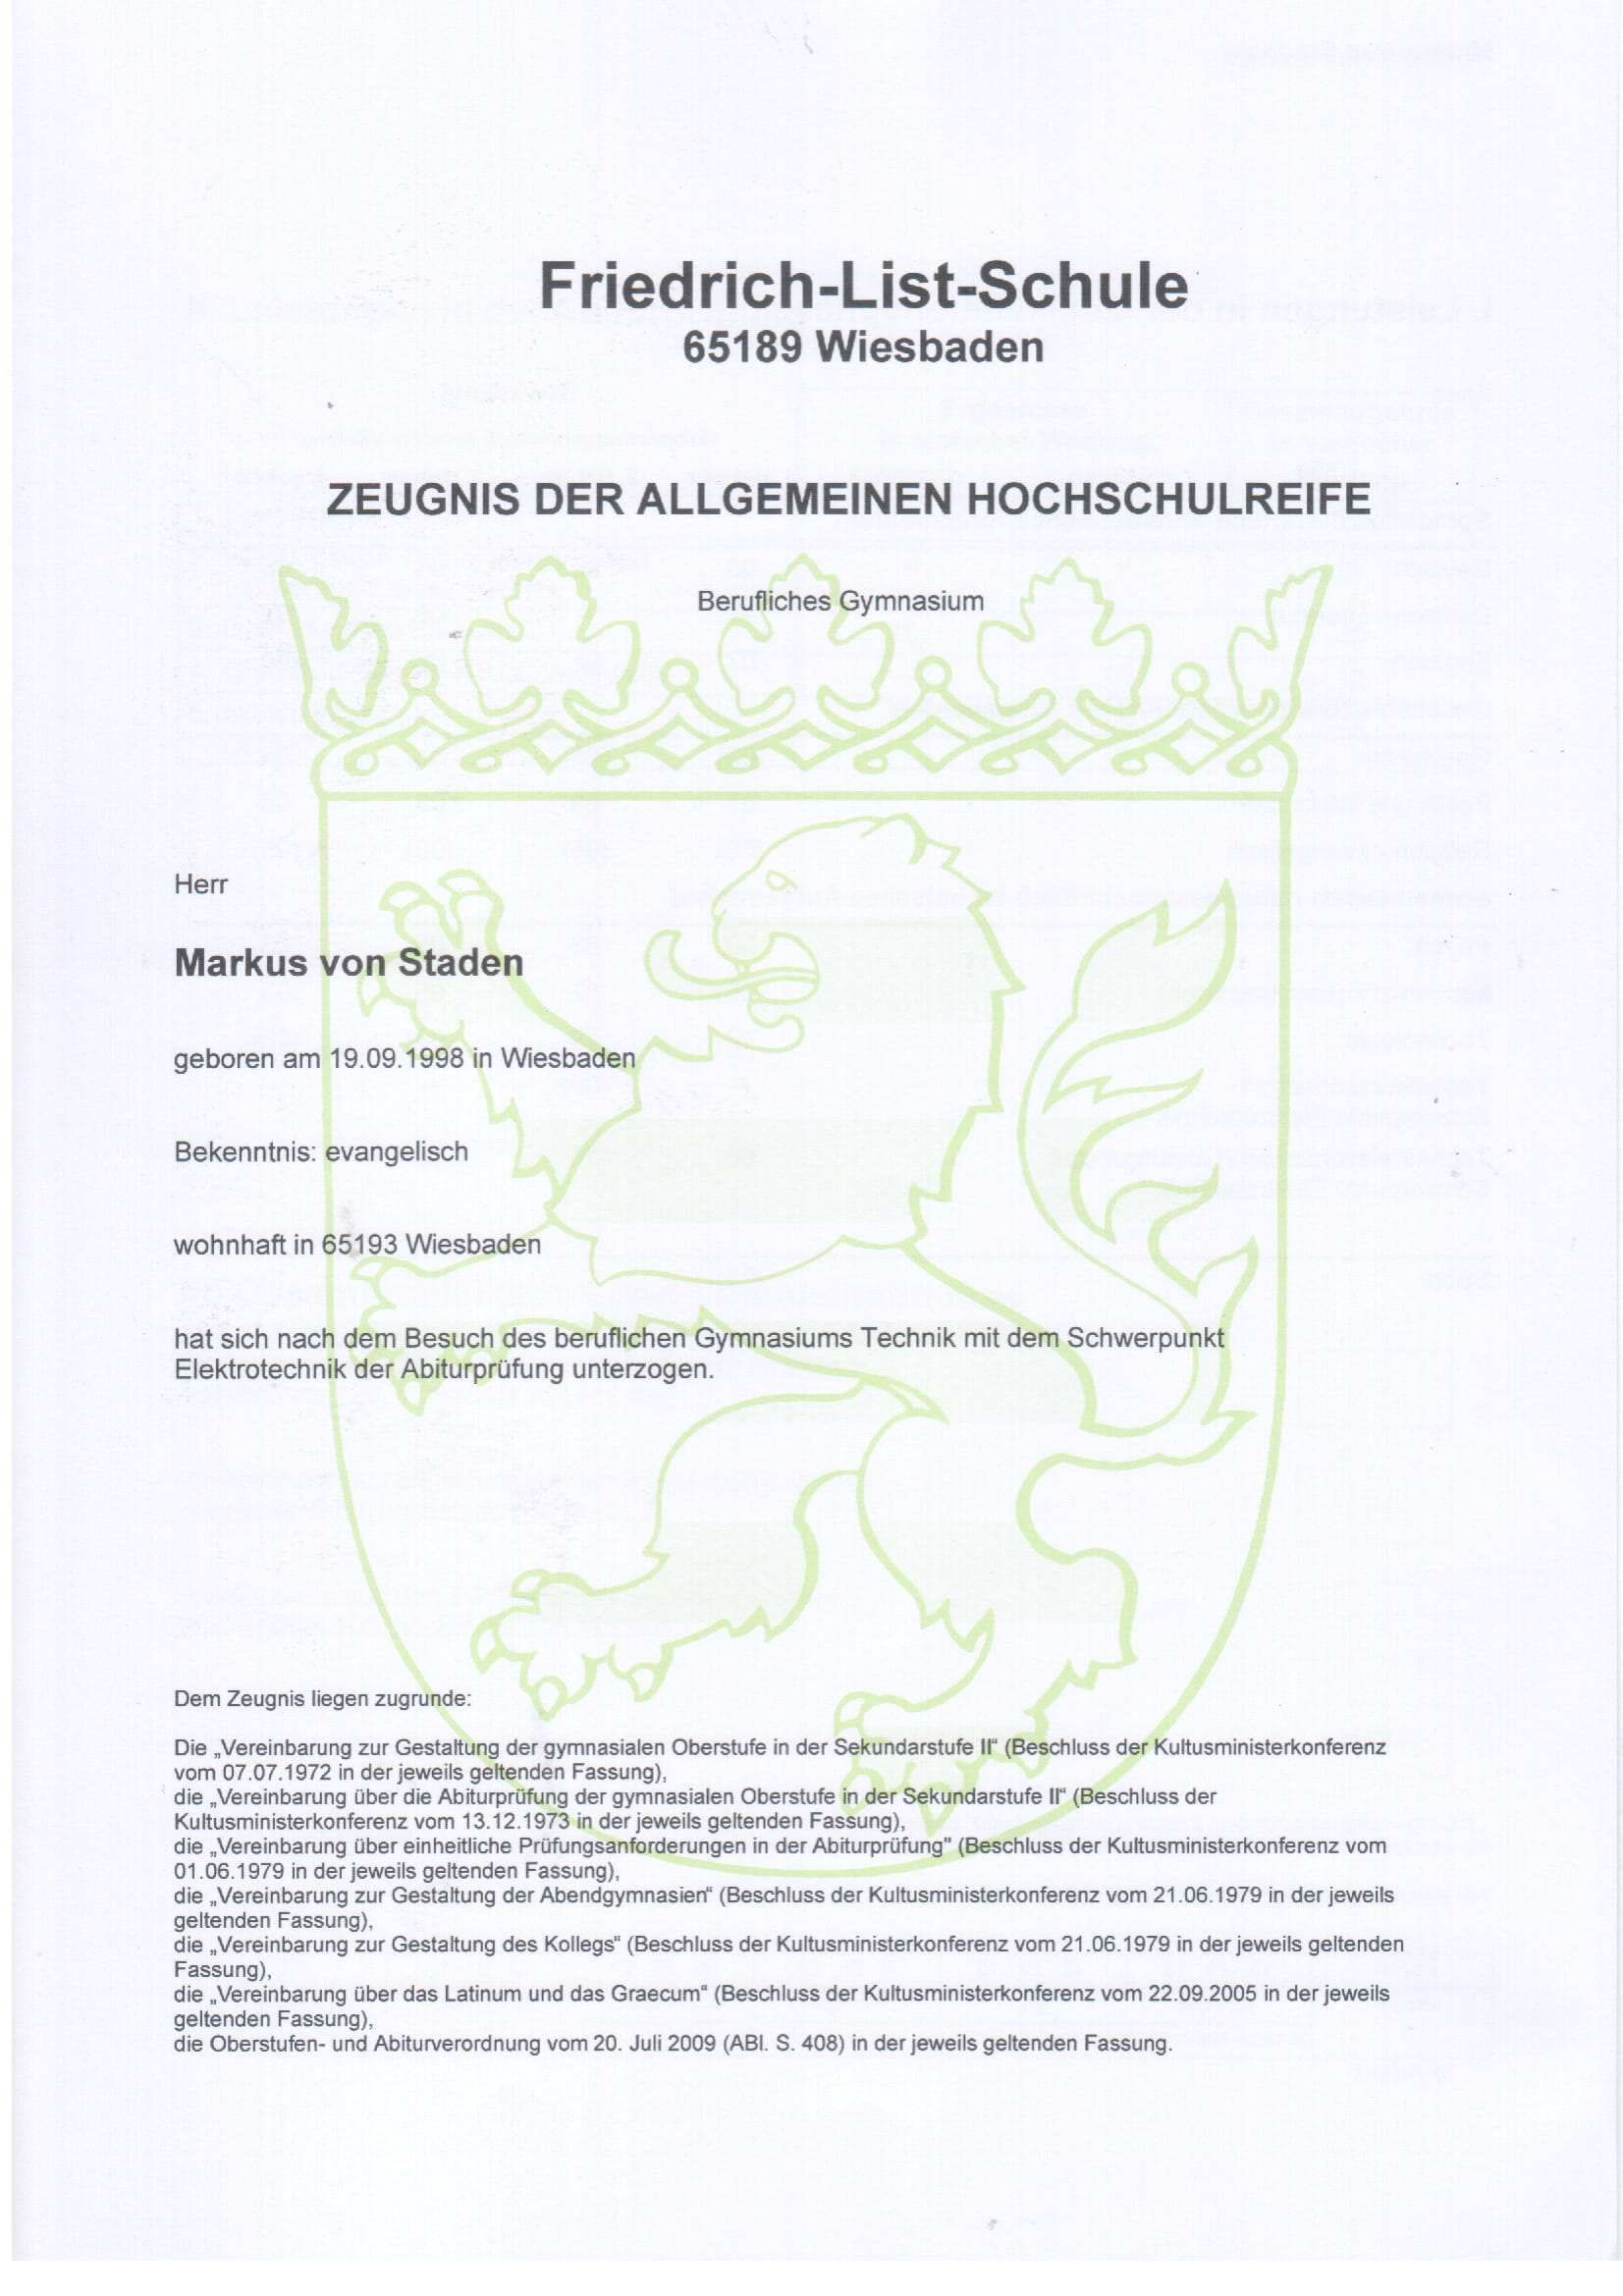 Friedrich-List-Schule
65189 Wiesbaden
ZEUGNIS DER ALLGEMEINEN HOCHSCHULREIFE
Berufliches Gymnasium
Herr
Markus von Staden
geboren am 19.09.1998 in Wiesbaden
Bekenntnis: evangelisch
wohnhaft in 65193 Wiesbaden
hat sich nach dem Besuch des beruflichen Gymnasiums Technik mit dem Schwerpunkt
Elektrotechnik der Abiturprüfung unterzogen.
Dem Zeugnis liegen zugrunde:
Die „Vereinbarung zur Gestaltung der gymnasialen Oberstufe in der Sekundarstufe II“ (Beschluss der Kultusministerkonferenz
vom 07.07.1972 in der jeweils geltenden Fassung),
die „Vereinbarung über die Abiturprüfung der gymnasialen Oberstufe in der Sekundarstufe II“ (Beschluss der
Kultusministerkonferenz vom 13.12.1973 in der jeweils geltenden Fassung),
die „Vereinbarung über einheitliche Prüfungsanforderungen in der Abiturprüfung" (Beschluss der Kultusministerkonferenz vom
01.06.1979 in der jeweils geltenden Fassung),
die „Vereinbarung zur Gestaltung der Abendgymnasien“ (Beschluss der Kultusministerkonferenz vom 21.06.1979 in der jeweils
geltenden Fassung),
die „Vereinbarung zur Gestaltung des Kollegs“ (Beschluss der Kultusministerkonferenz vom 21.06.1979 in der jeweils geltenden
Fassung),
die „Vereinbarung über das Latinum und das Graecum“ (Beschluss der Kultusministerkonferenz vom 22.09.2005 in der jeweils
geltenden Fassung),
die Oberstufen- und Abiturverordnung vom 20. Juli 2009 (ABl. S. 408) in der jeweils geltenden Fassung.